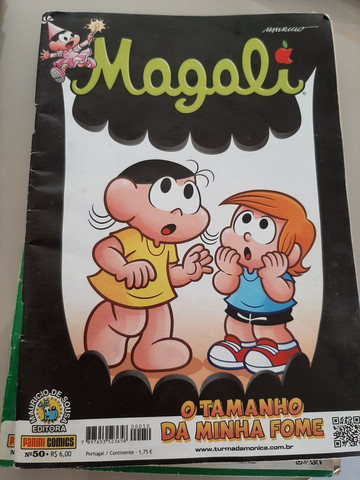 MAURICIO
Magali
O TAMANHO
DA MINHA FOME
www.turmadamonica.com.br
MAURICIO DE SOUSA
EDITORA
PANINI COMICS
Nº50 • R$ 6,00
Portugal / Continente - 1,75 €
00050